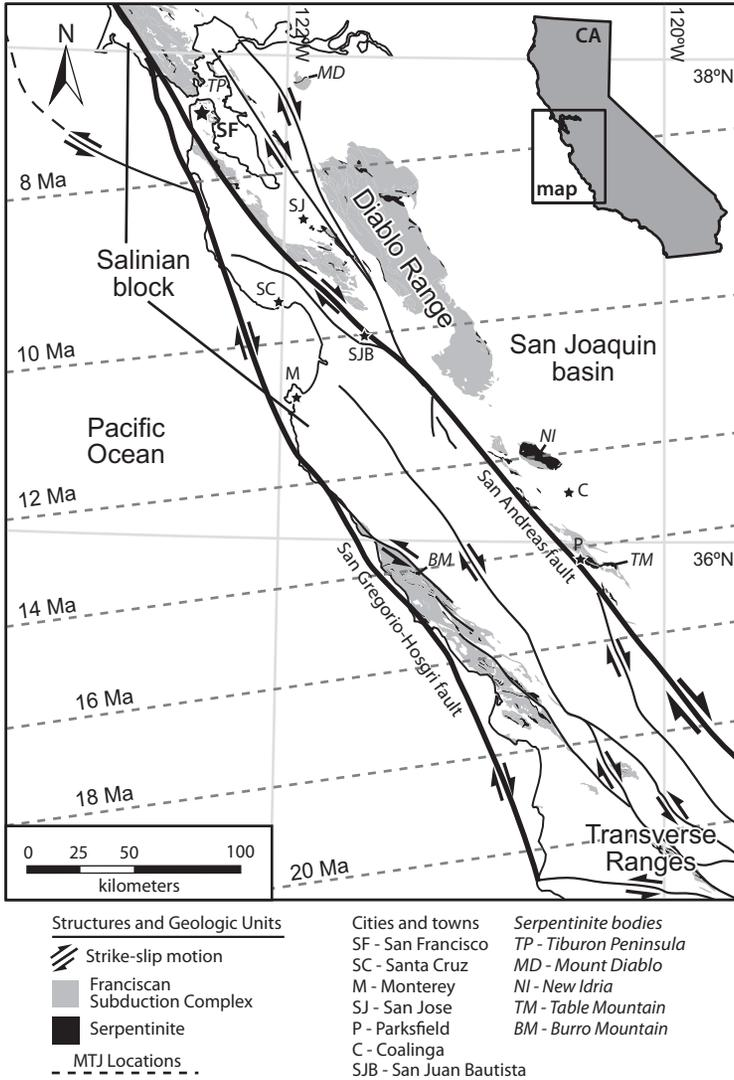 N
122°W
120°W
CA
38°N
MD
TP
SF
map
8 Ma
SJ
Diablo Range
Salinian
block
SC
SJB
San Joaquin
basin
10 Ma
M
Pacific
Ocean
NI
C
12 Ma
San Andreas fault
P
TM
36°N
San Gregorio-Hosgri fault
BM
14 Ma
16 Ma
18 Ma
Transverse
Ranges
20 Ma
0 25 50 100
kilometers
Structures and Geologic Units
Strike-slip motion
Franciscan
Subduction Complex
Serpentinite
MTJ Locations
Cities and towns
SF - San Francisco
SC - Santa Cruz
M - Monterey
SJ - San Jose
P - Parksfield
C - Coalinga
SJB - San Juan Bautista
Serpentinite bodies
TP - Tiburon Peninsula
MD - Mount Diablo
NI - New Idria
TM - Table Mountain
BM - Burro Mountain